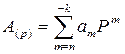 A(p) = ∑_{m=n}^{-k} a_m P^m